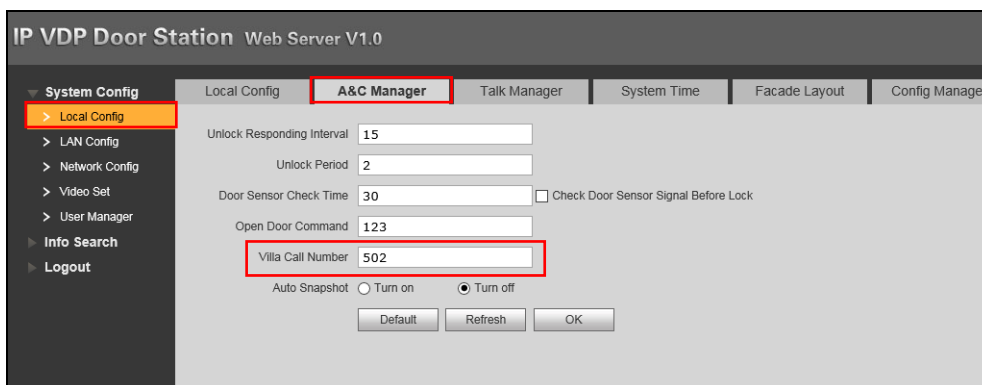 IP VDP Door Station Web Server V1.0
System Config
> Local Config
> LAN Config
> Network Config
> Video Set
> User Manager
Info Search
Logout
Local Config A&C Manager Talk Manager System Time Facade Layout Config Manage
Unlock Responding Interval 15
Unlock Period 2
Door Sensor Check Time 30 Check Door Sensor Signal Before Lock
Open Door Command 123
Villa Call Number 502
Auto Snapshot Turn on Turn off
Default Refresh OK